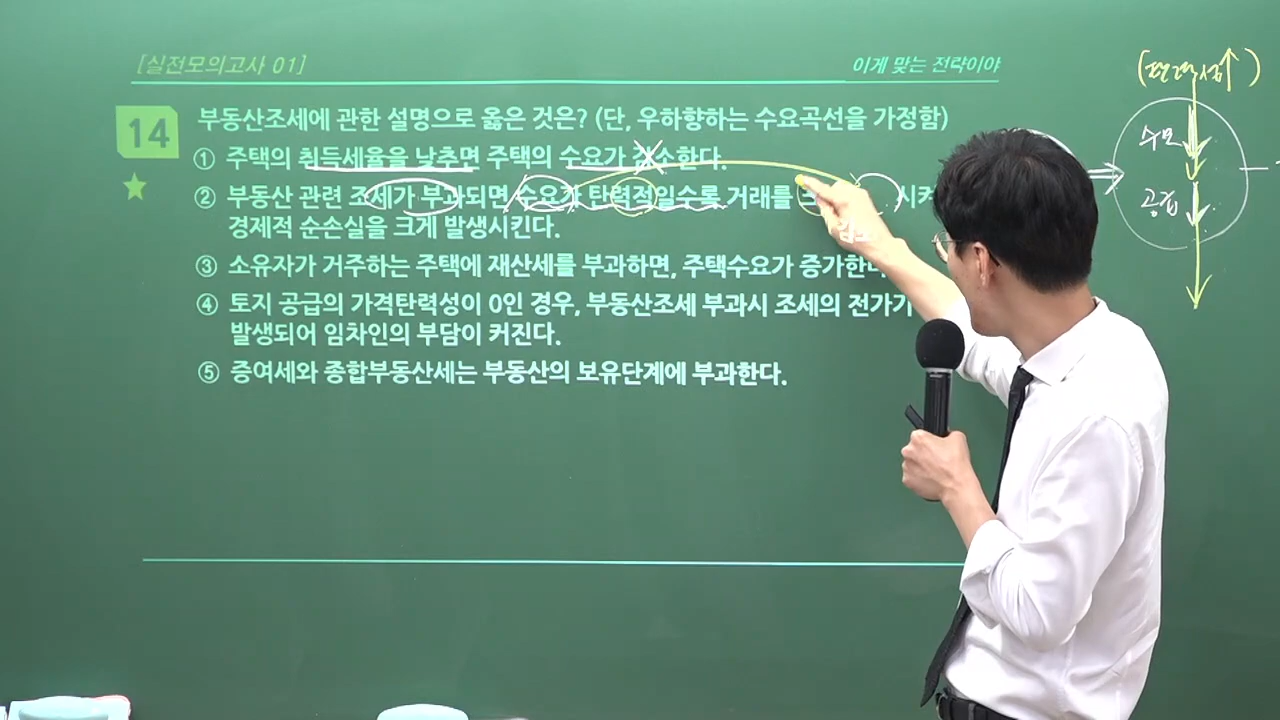 [실전모의고사 01]
이게 맞는 전략이야
14 부동산조세에 관한 설명으로 옳은 것은? (단, 우하향하는 수요곡선을 가정함)
① 주택의 취득세율을 낮추면 주택의 수요가 감소한다.
② 부동산 관련 조세가 부과되면 수요가 탄력적일수록 거래를 시켜
경제적 순손실을 크게 발생시킨다.
③ 소유자가 거주하는 주택에 재산세를 부과하면, 주택수요가 증가한다
④ 토지 공급의 가격탄력성이 0인 경우, 부동산조세 부과시 조세의 전가가
발생되어 임차인의 부담이 커진다.
⑤ 증여세와 종합부동산세는 부동산의 보유단계에 부과한다.
수요
공급